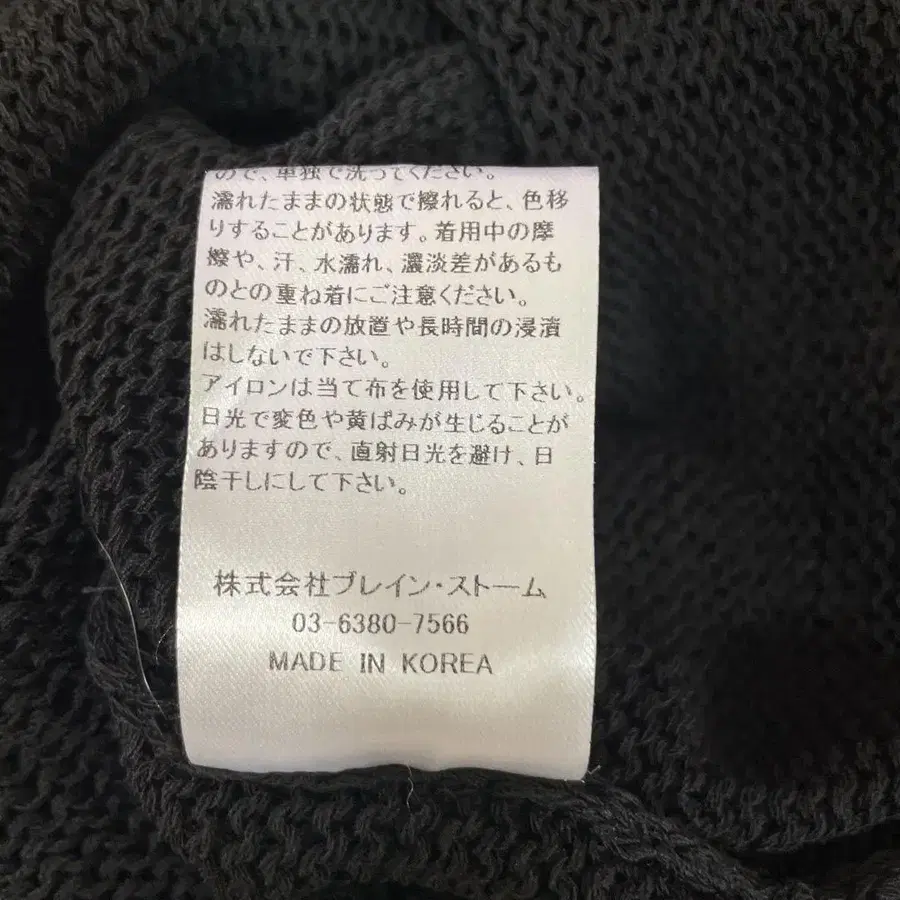 ので、単独で洗ってください。
濡れたままの状態で擦れると、色移
りすることがあります。着用中の摩
擦や、汗、水濡れ、濃淡差があるも
のとの重ね着にご注意ください。
濡れたままの放置や長時間の浸漬
はしないで下さい。
アイロンは当て布を使用して下さい。
日光で変色や黄ばみが生じることが
ありますので、直射日光を避け、日
陰干しにして下さい。
株式会社ブレイン・ストーム
03-6380-7566
MADE IN KOREA